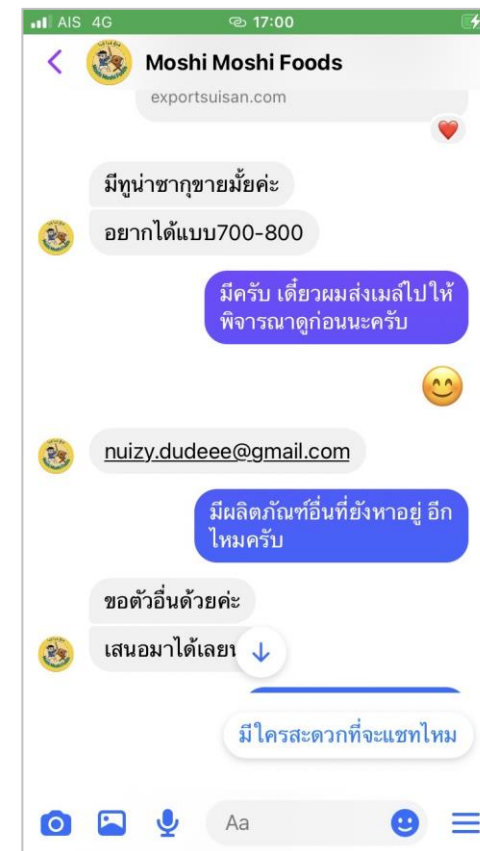 AIS 4G
17:00
Moshi Moshi Foods
exportsuisan.com
มีทูน่าซากุขายมั้ยค่ะ
อยากได้แบบ700-800
มีครับ เดี๋ยวผมส่งเมล์ไปให้
พิจารณาดูก่อนนะครับ
nuizy.dudeee@gmail.com
มีผลิตภัณฑ์อื่นที่ยังหาอยู่ อีก
ไหมครับ
ขอตัวอื่นด้วยค่ะ
เสนอมาได้เลย
มีใครสะดวกที่จะแชทไหม
Aa